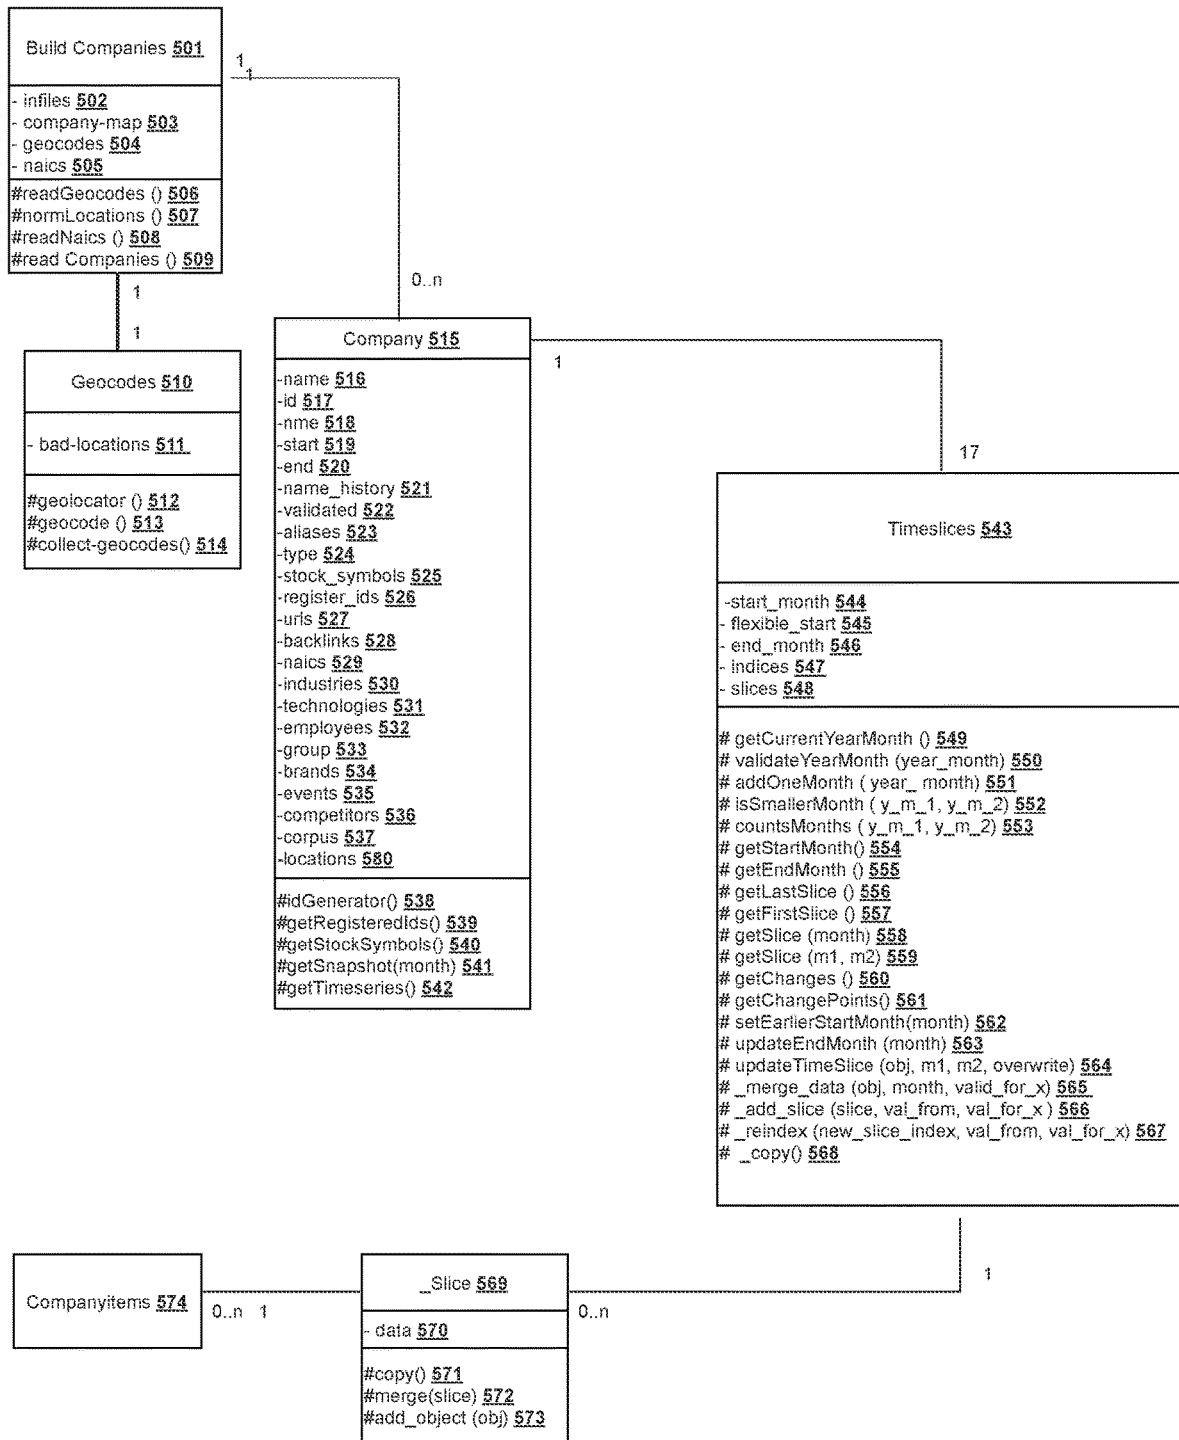 Build Companies 501
- infiles 502
- company-map 503
- geocodes 504
- naics 505
#readGeocodes () 506
#normLocations () 507
#readNaics () 508
#read Companies () 509
1
1
0..n
1
1
Geocodes 510
- bad-locations 511
#geolocator () 512
#geocode () 513
#collect-geocodes() 514
Company 515
-name 516
-id 517
-nme 518
-start 519
-end 520
-name_history 521
-validated 522
-aliases 523
-type 524
-stock_symbols 525
-register_ids 526
-urls 527
-backlinks 528
-naics 529
-industries 530
-technologies 531
-employees 532
-group 533
-brands 534
-events 535
-competitors 536
-corpus 537
-locations 580
#idGenerator() 538
#getRegisteredIds() 539
#getStockSymbols() 540
#getSnapshot(month) 541
#getTimeseries() 542
1
17
Timeslices 543
-start_month 544
- flexible_start 545
- end_month 546
- indices 547
- slices 548
# getCurrentYearMonth () 549
# validateYearMonth (year_month) 550
# addOneMonth ( year_ month) 551
# isSmallerMonth ( y_m_1, y_m_2) 552
# countsMonths ( y_m_1, y_m_2) 553
# getStartMonth() 554
# getEndMonth () 555
# getLastSlice () 556
# getFirstSlice () 557
# getSlice (month) 558
# getSlice (m1, m2) 559
# getChanges () 560
# getChangePoints() 561
# setEarlierStartMonth(month) 562
# updateEndMonth (month) 563
# updateTimeSlice (obj, m1, m2, overwrite) 564
# _merge_data (obj, month, valid_for_x) 565
# _add_slice (slice, val_from, val_for_x ) 566
# _reindex (new_slice_index, val_from, val_for_x) 567
# _copy() 568
1
0..n
Companyitems 574
0..n 1
_Slice 569
- data 570
#copy() 571
#merge(slice) 572
#add_object (obj) 573